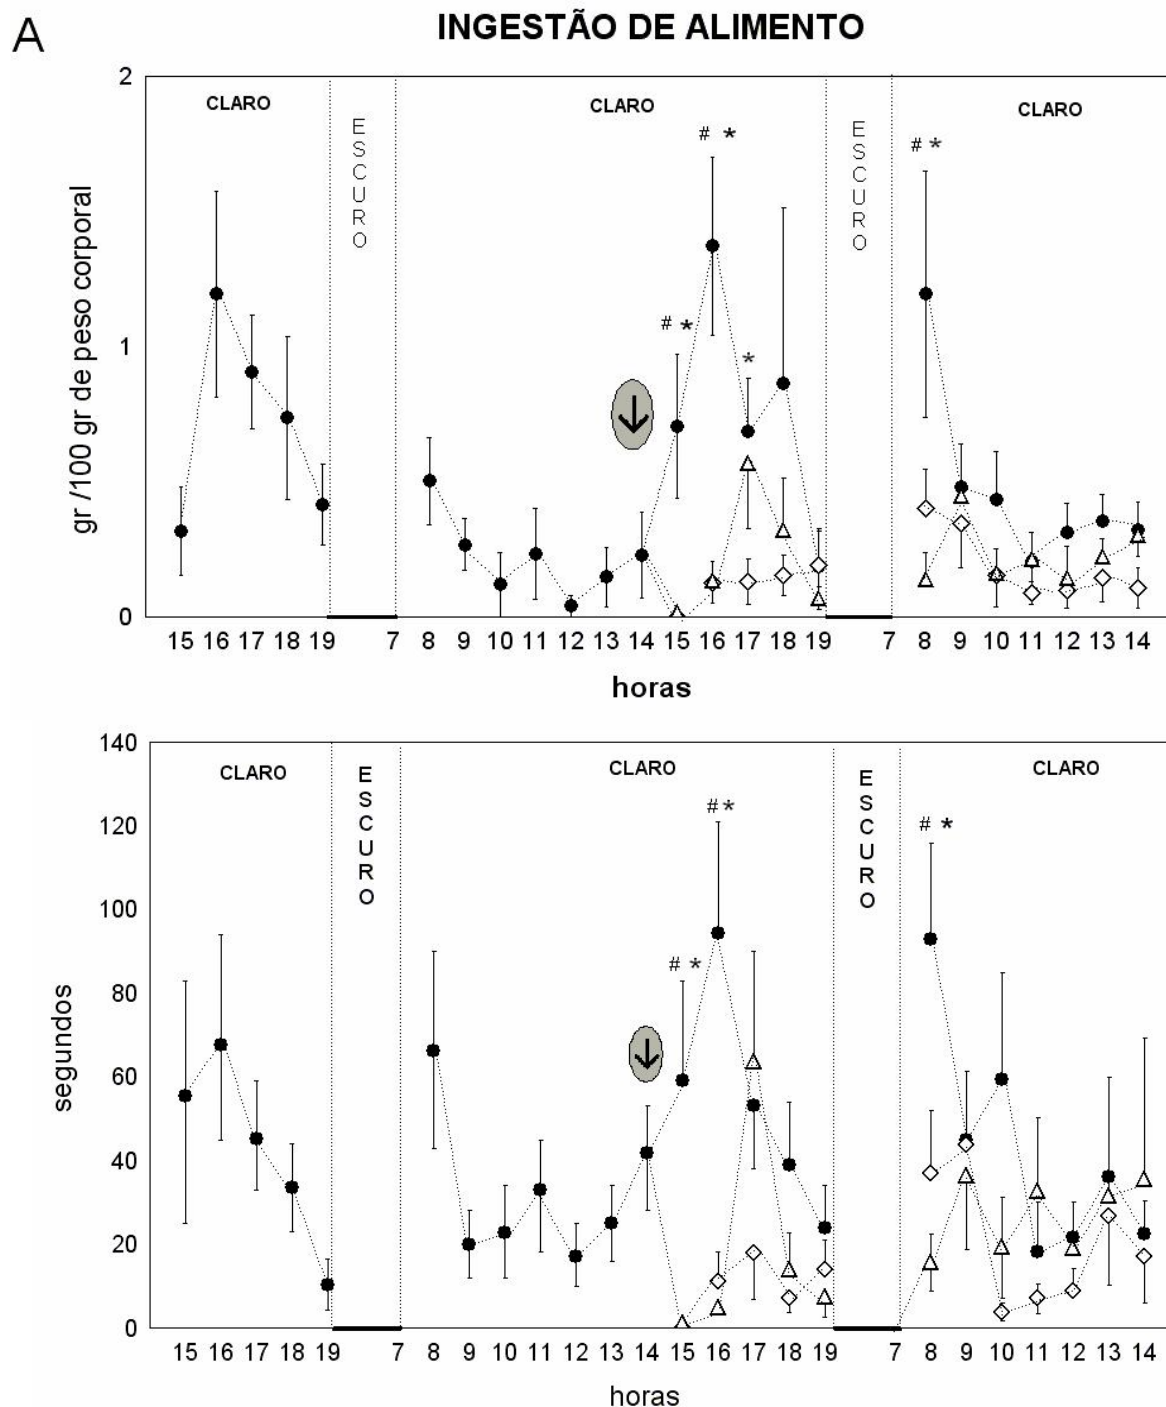 A
INGESTÃO DE ALIMENTO
2
CLARO
CLARO
CLARO
ESCURO
ESCURO
# *
# *
# *
*
gr /100 gr de peso corporal
1
0
15 16 17 18 19 7 8 9 10 11 12 13 14 15 16 17 18 19 7 8 9 10 11 12 13 14
horas
140
CLARO
CLARO
CLARO
ESCURO
ESCURO
# *
# *
# *
120
100
80
60
40
20
0
segundos
15 16 17 18 19 7 8 9 10 11 12 13 14 15 16 17 18 19 7 8 9 10 11 12 13 14
horas